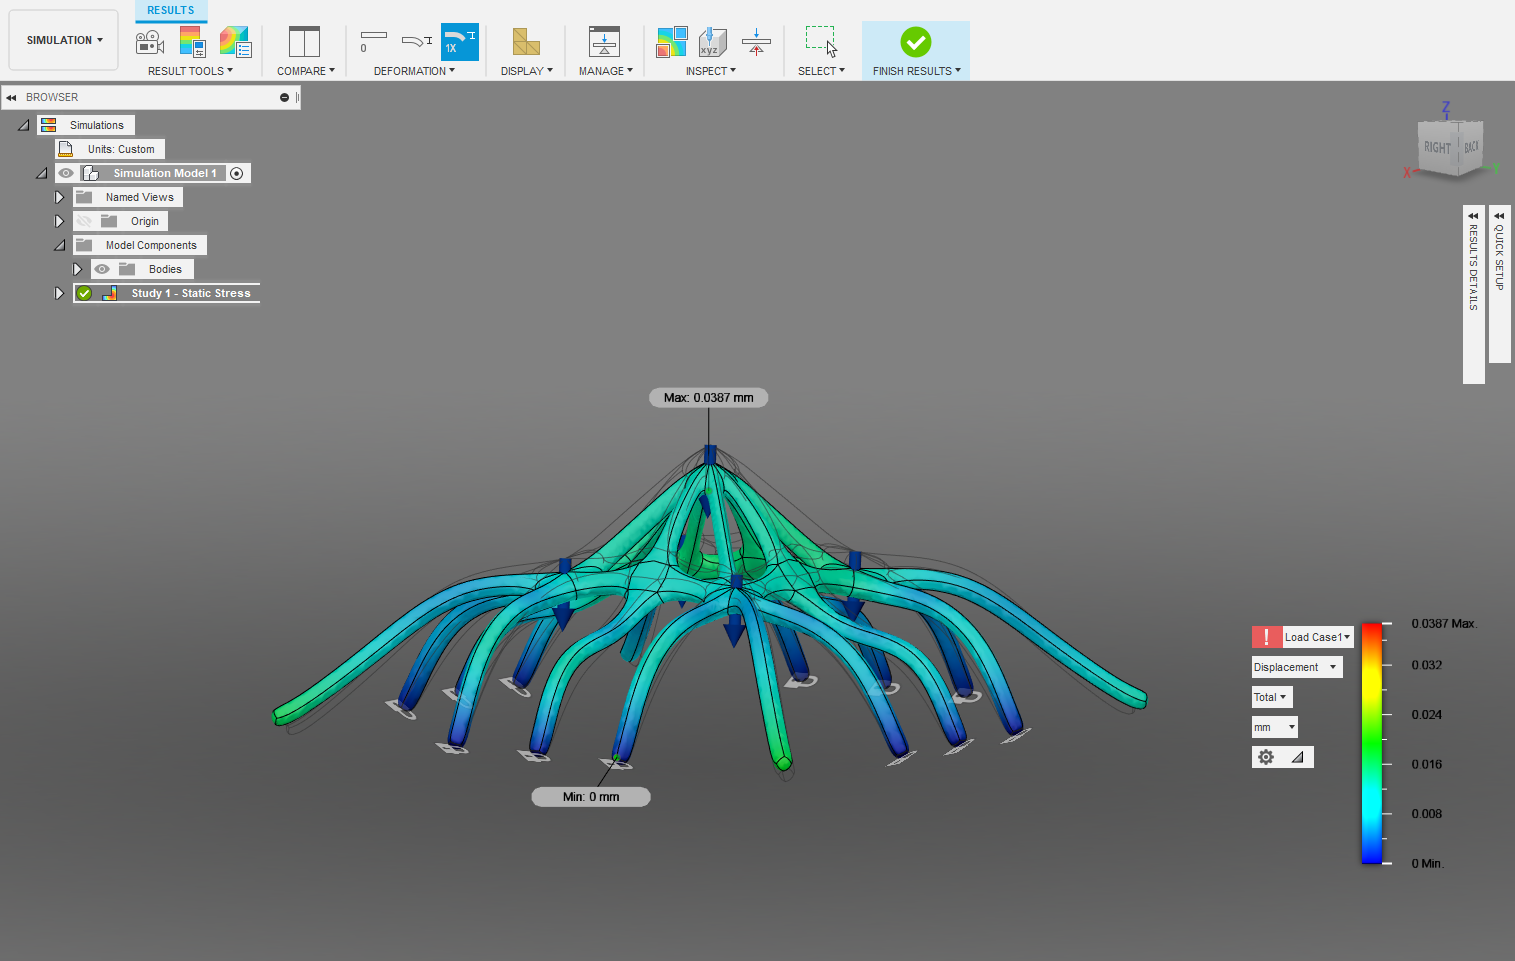 RESULTS
SIMULATION
0
1X
xyz
RESULT TOOLS
COMPARE
DEFORMATION
DISPLAY
MANAGE
INSPECT
SELECT
FINISH RESULTS
BROWSER
Simulations
Units: Custom
Simulation Model 1
Named Views
Origin
Model Components
Bodies
Study 1 - Static Stress
Z
RIGHT
BACK
X
Y
RESULTS DETAILS
QUICK SETUP
Max: 0.0387 mm
Min: 0 mm
! Load Case1
Displacement
Total
mm
0.0387 Max.
0.032
0.024
0.016
0.008
0 Min.